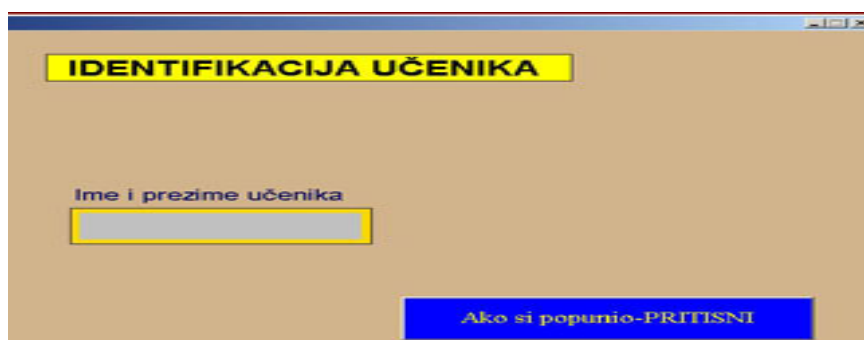 IDENTIFIKACIJA UČENIKA
Ime i prezime učenika
Ako si popunio-PRITISNI